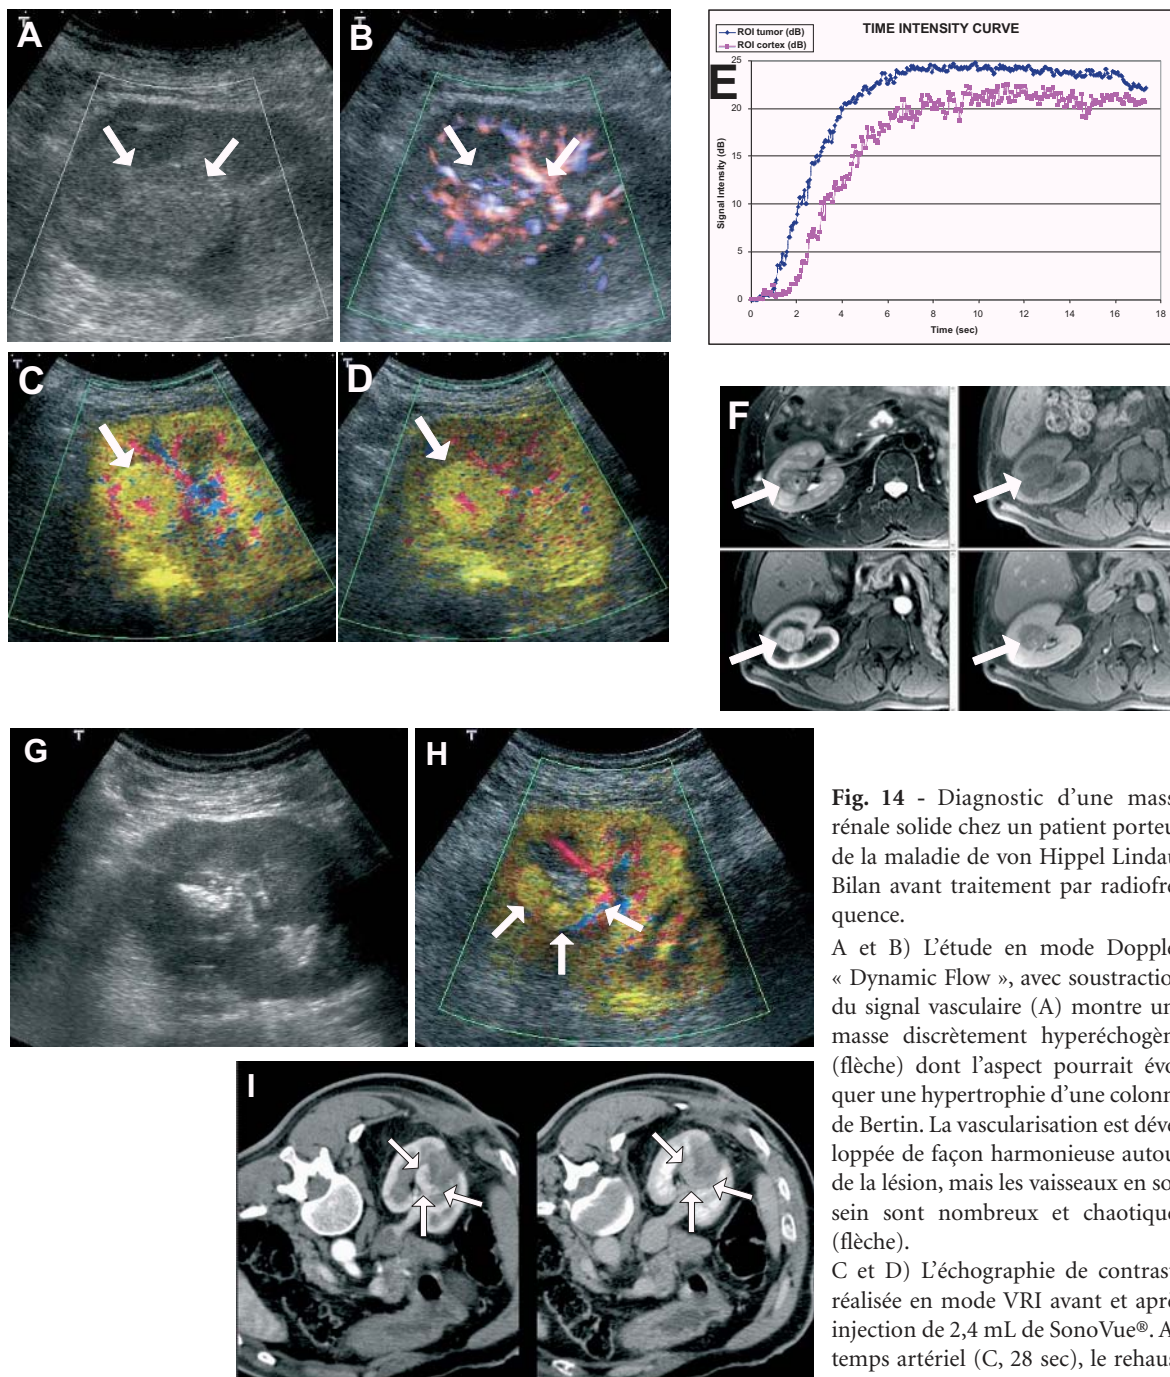 A
B
C
D
E
TIME INTENSITY CURVE
ROI tumor (dB)
ROI cortex (dB)
25
20
15
10
5
0
Signal Intensity (dB)
0 2 4 6 8 10 12 14 16 18
Time (sec)
F
G
H
I
Fig. 14 - Diagnostic d'une mass
rénale solide chez un patient porteu
de la maladie de von Hippel Lindau
Bilan avant traitement par radiofré
quence.
A et B) L'étude en mode Dopple
« Dynamic Flow », avec soustractio
du signal vasculaire (A) montre un
masse discrètement hyperéchogèn
(flèche) dont l'aspect pourrait évo
quer une hypertrophie d'une colonn
de Bertin. La vascularisation est déve
loppée de façon harmonieuse autou
de la lésion, mais les vaisseaux en so
sein sont nombreux et chaotique
(flèche).
C et D) L'échographie de contrast
réalisée en mode VRI avant et aprè
injection de 2,4 mL de SonoVue®. A
temps artériel (C, 28 sec), le rehaus